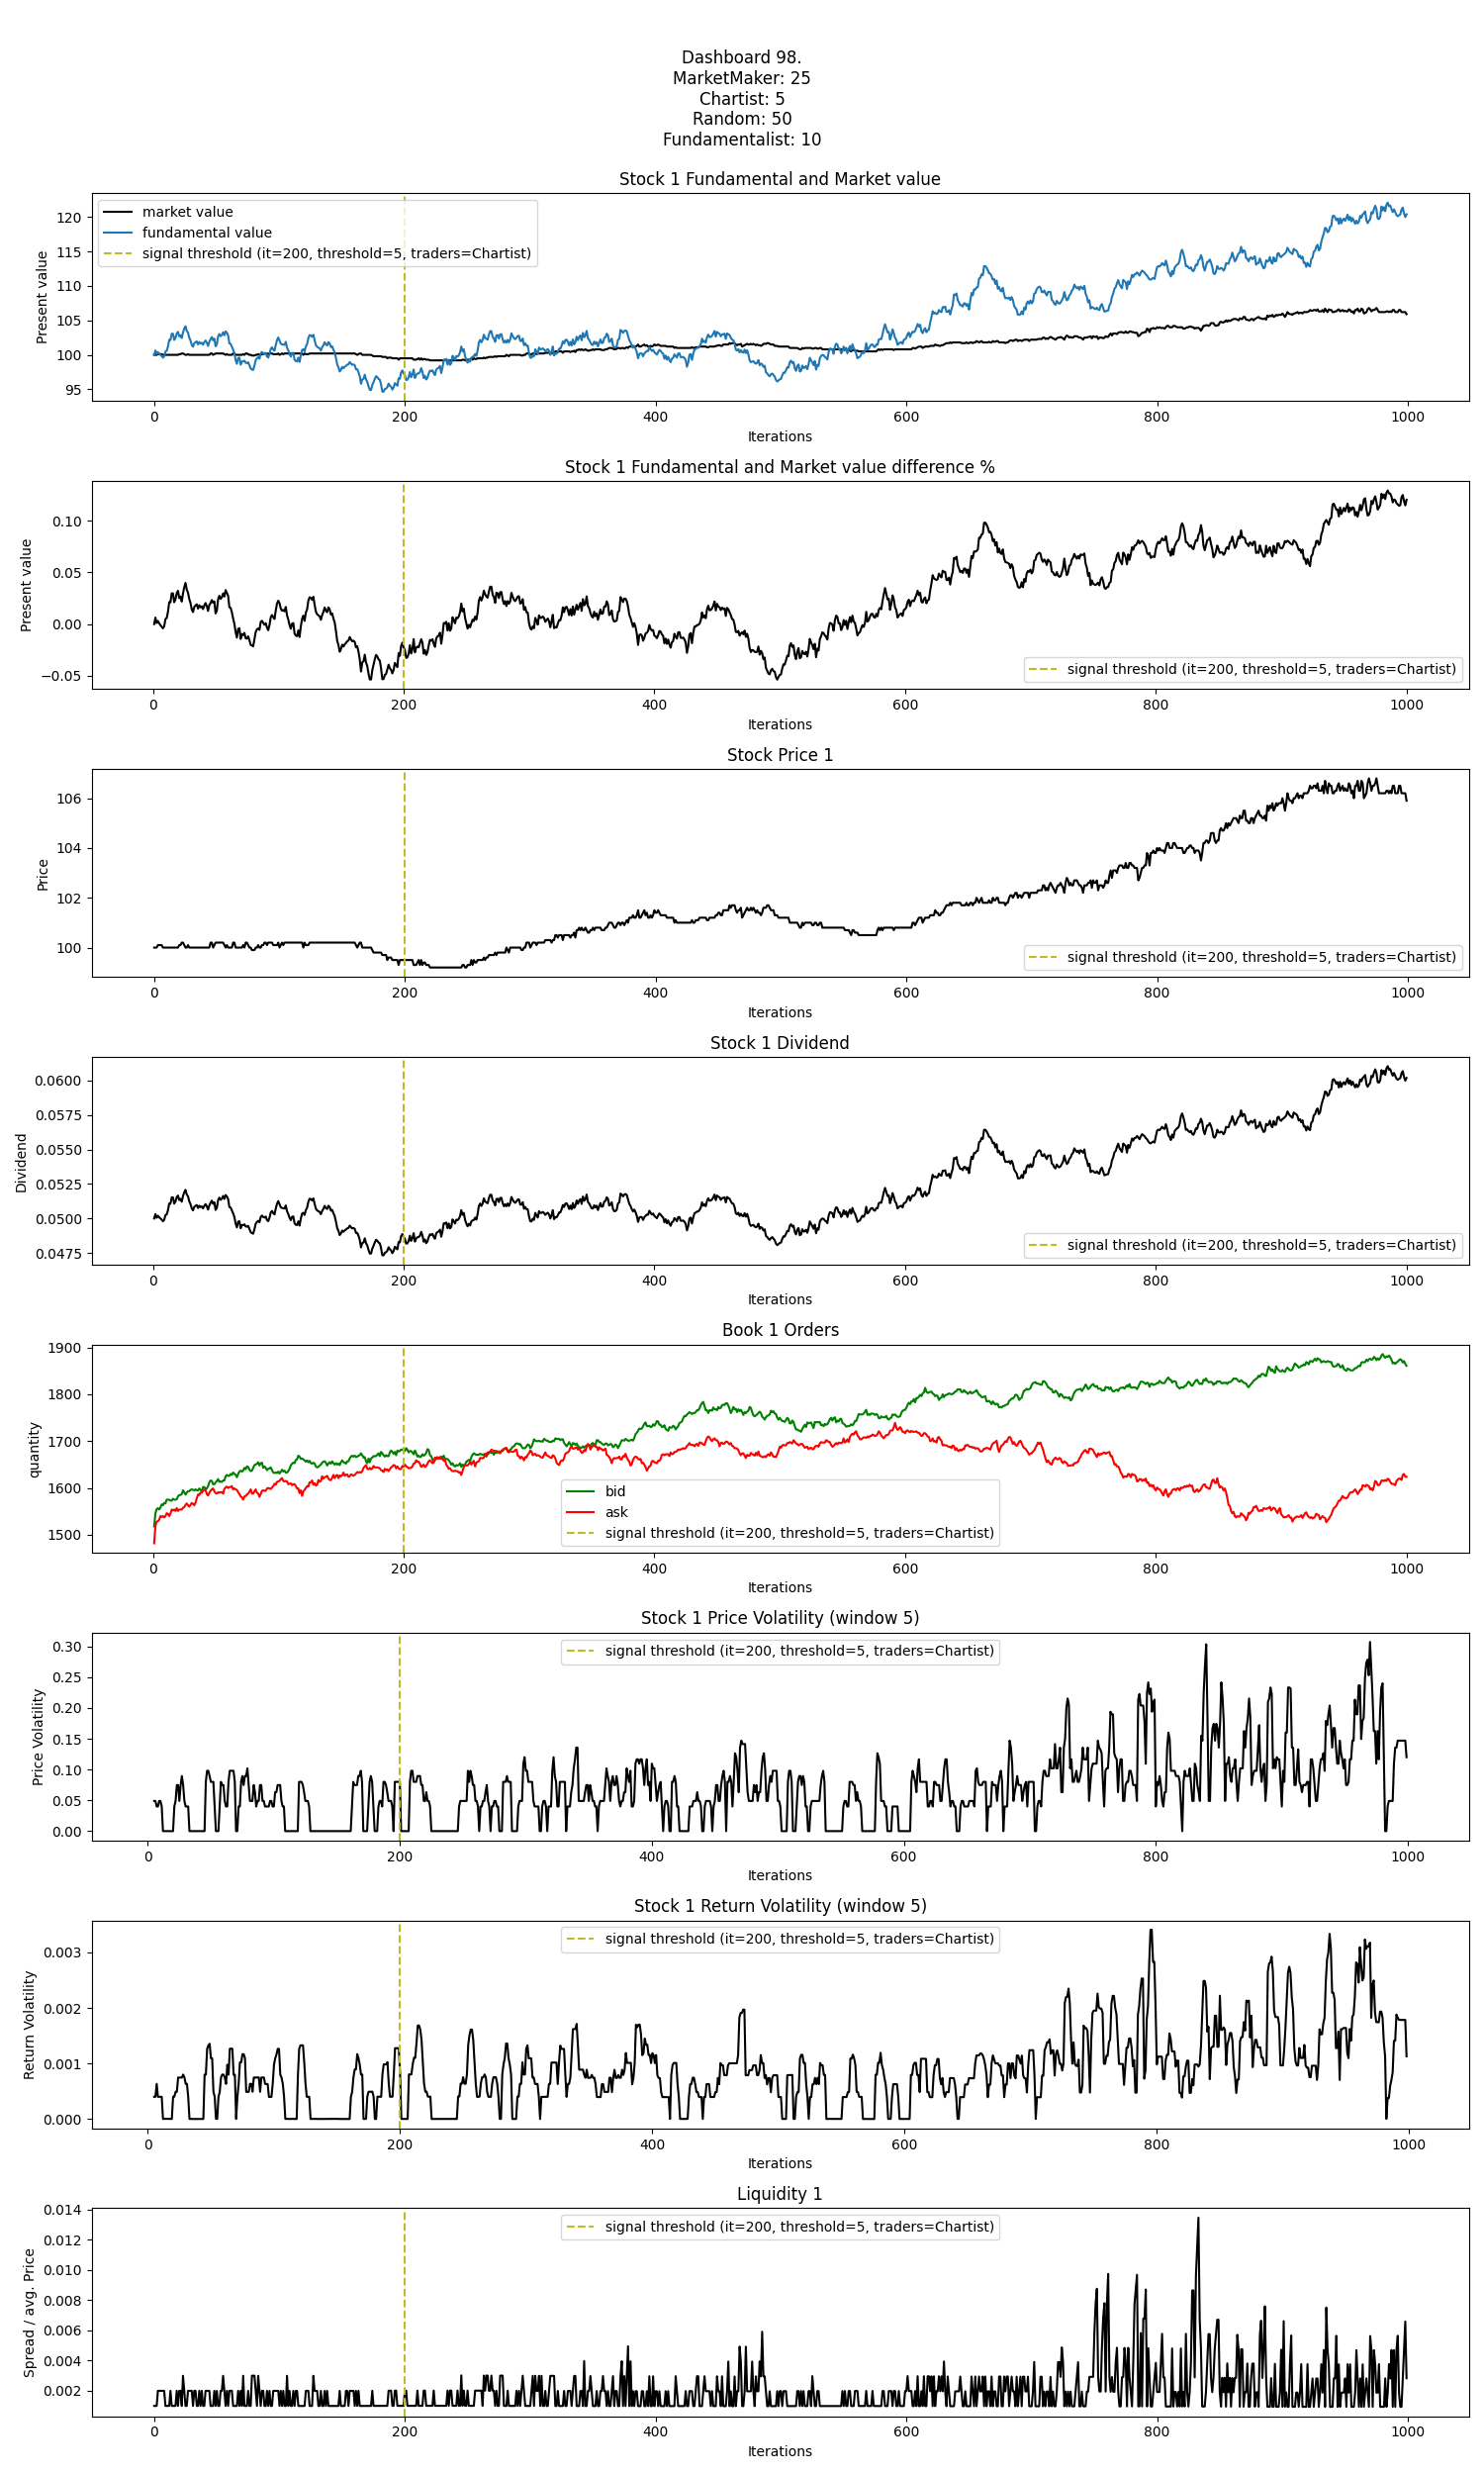 Dashboard 98.
MarketMaker: 25
Chartist: 5
Random: 50
Fundamentalist: 10
Stock 1 Fundamental and Market value
market value
fundamental value
signal threshold (it=200, threshold=5, traders=Chartist)
Present value
120
115
110
105
100
95
0 200 400 600 800 1000
Iterations
Stock 1 Fundamental and Market value difference %
Present value
0.10
0.05
0.00
−0.05
signal threshold (it=200, threshold=5, traders=Chartist)
0 200 400 600 800 1000
Iterations
Stock Price 1
Price
106
104
102
100
signal threshold (it=200, threshold=5, traders=Chartist)
0 200 400 600 800 1000
Iterations
Stock 1 Dividend
Dividend
0.0600
0.0575
0.0550
0.0525
0.0500
0.0475
signal threshold (it=200, threshold=5, traders=Chartist)
0 200 400 600 800 1000
Iterations
Book 1 Orders
quantity
1900
1800
1700
1600
1500
bid
ask
signal threshold (it=200, threshold=5, traders=Chartist)
0 200 400 600 800 1000
Iterations
Stock 1 Price Volatility (window 5)
signal threshold (it=200, threshold=5, traders=Chartist)
Price Volatility
0.30
0.25
0.20
0.15
0.10
0.05
0.00
0 200 400 600 800 1000
Iterations
Stock 1 Return Volatility (window 5)
signal threshold (it=200, threshold=5, traders=Chartist)
Return Volatility
0.003
0.002
0.001
0.000
0 200 400 600 800 1000
Iterations
Liquidity 1
signal threshold (it=200, threshold=5, traders=Chartist)
Spread / avg. Price
0.014
0.012
0.010
0.008
0.006
0.004
0.002
0 200 400 600 800 1000
Iterations